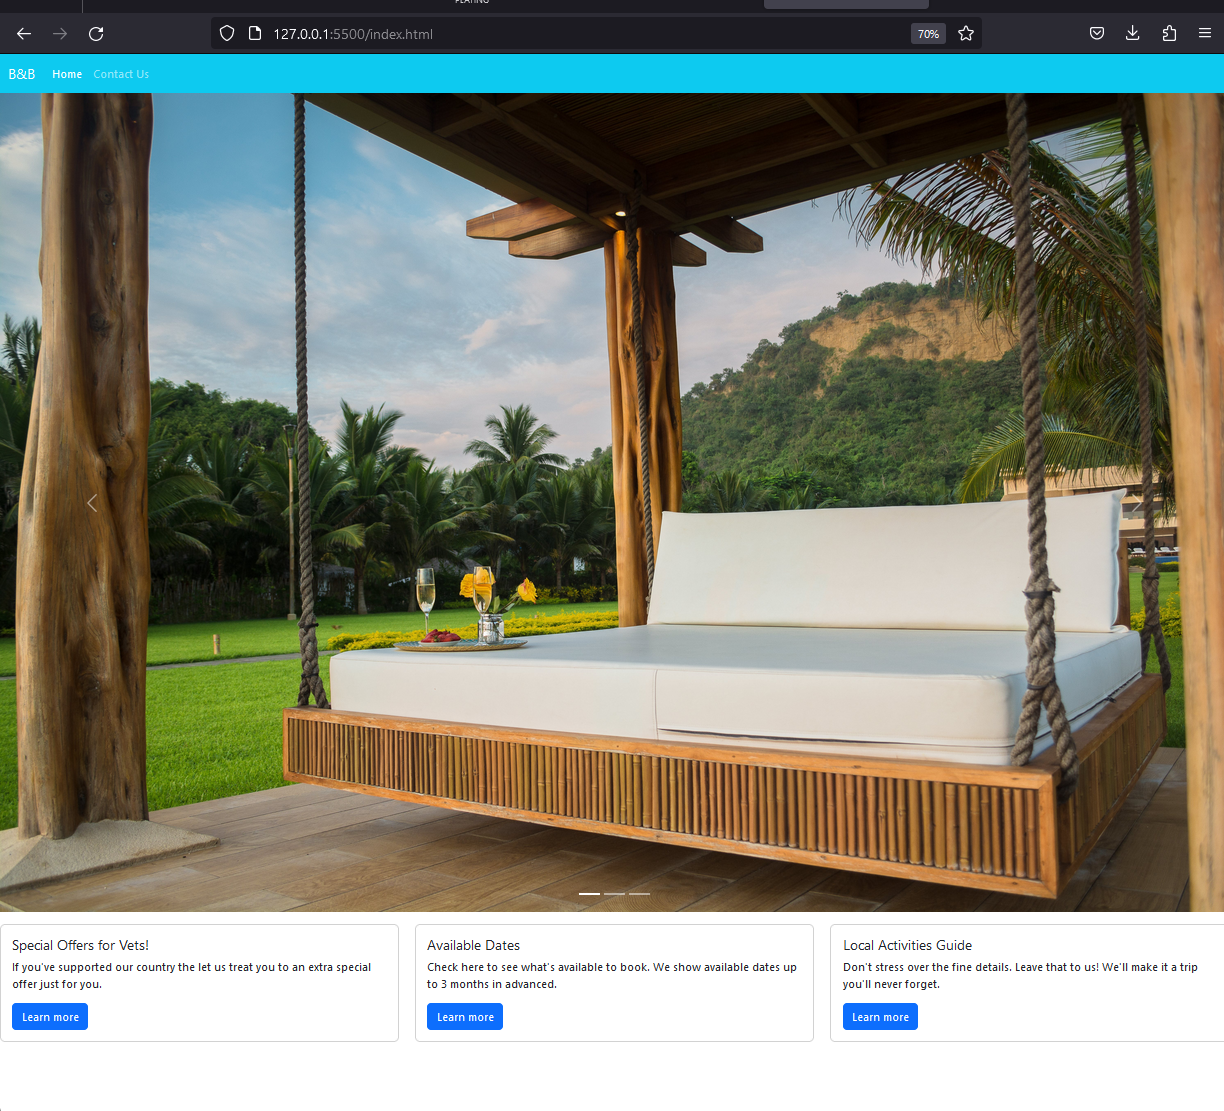 PLAYING
127.0.0.1:5500/index.html
70%
B&B
Home
Contact Us
Special Offers for Vets!
If you've supported our country the let us treat you to an extra special
offer just for you.
Learn more
Available Dates
Check here to see what's available to book. We show available dates up
to 3 months in advanced.
Learn more
Local Activities Guide
Don't stress over the fine details. Leave that to us! We'll make it a trip
you'll never forget.
Learn more